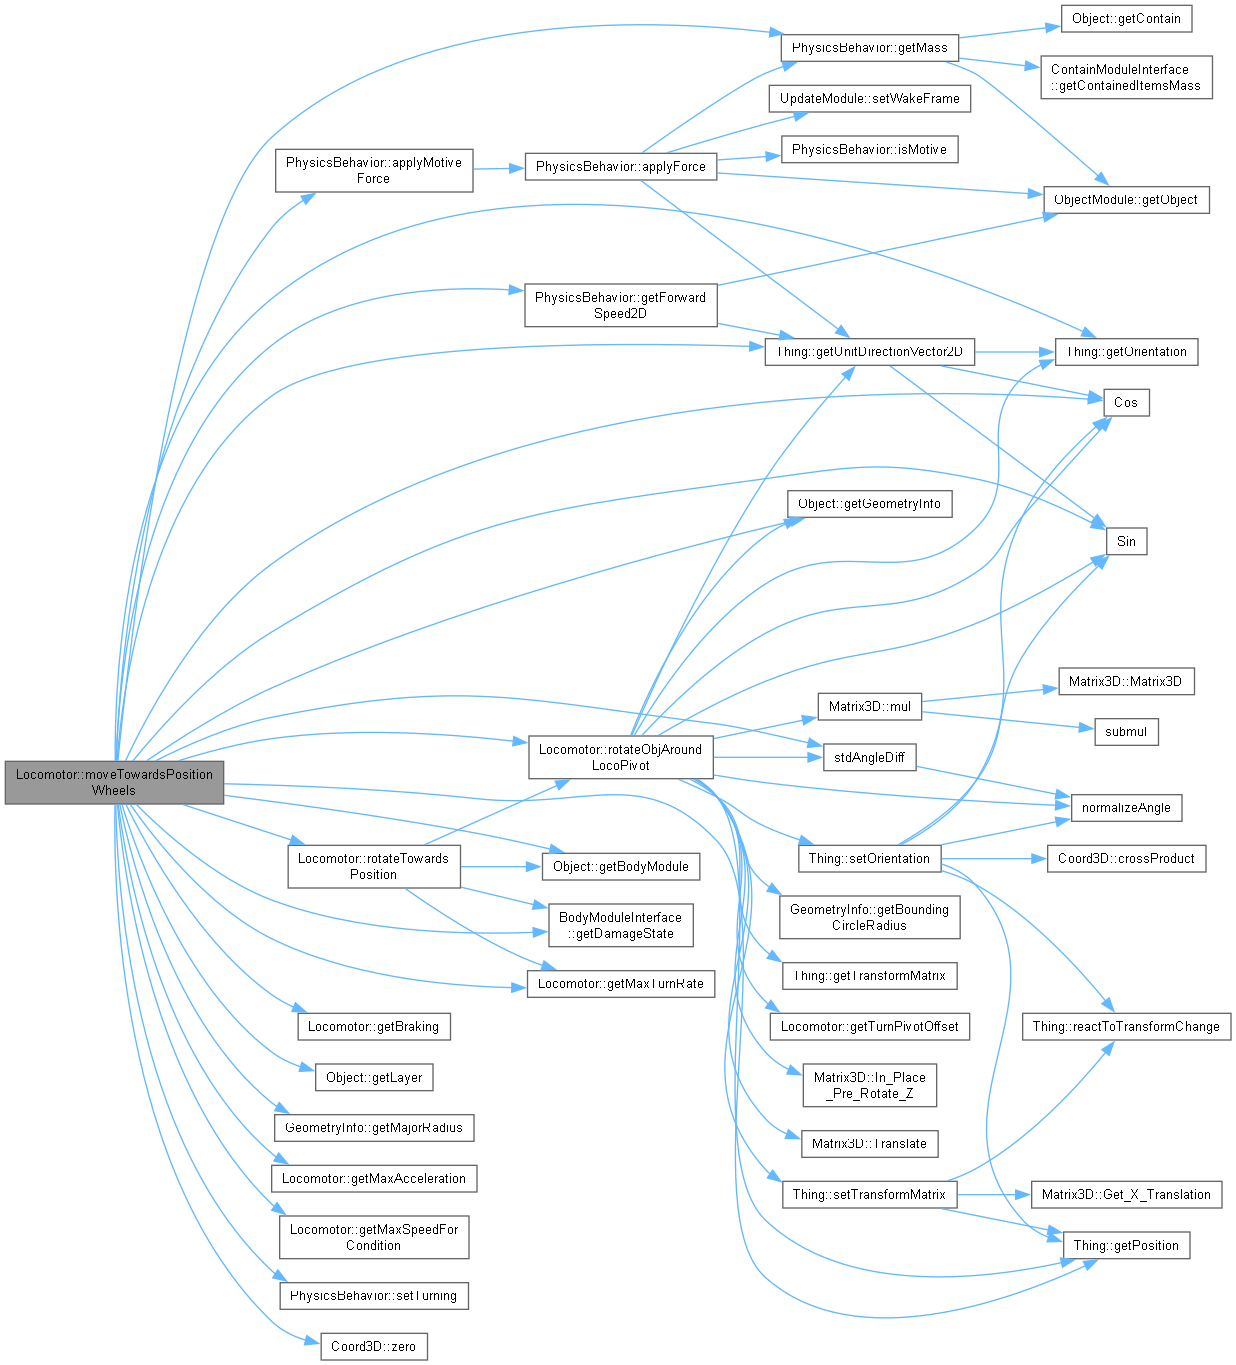 Object::getContain
PhysicsBehavior::getMass
ContainModuleInterface
::getContainedItemsMass
UpdateModule::setWakeFrame
PhysicsBehavior::isMotive
PhysicsBehavior::applyMotive
Force
PhysicsBehavior::applyForce
ObjectModule::getObject
PhysicsBehavior::getForward
Speed2D
Thing::getUnitDirectionVector2D
Thing::getOrientation
Cos
Object::getGeometryInfo
Sin
Matrix3D::Matrix3D
Matrix3D::mul
submul
Locomotor::rotateObjAround
LocoPivot
stdAngleDiff
Locomotor::moveTowardsPosition
Wheels
normalizeAngle
Locomotor::rotateTowards
Position
Object::getBodyModule
Thing::setOrientation
Coord3D::crossProduct
BodyModuleInterface
::getDamageState
GeometryInfo::getBounding
CircleRadius
Locomotor::getMaxTurnRate
Thing::getTransformMatrix
Locomotor::getBraking
Locomotor::getTurnPivotOffset
Thing::reactToTransformChange
Object::getLayer
Matrix3D::In_Place
_Pre_Rotate_Z
GeometryInfo::getMajorRadius
Matrix3D::Translate
Locomotor::getMaxAcceleration
Thing::setTransformMatrix
Matrix3D::Get_X_Translation
Locomotor::getMaxSpeedFor
Condition
Thing::getPosition
PhysicsBehavior::setTurning
Coord3D::zero